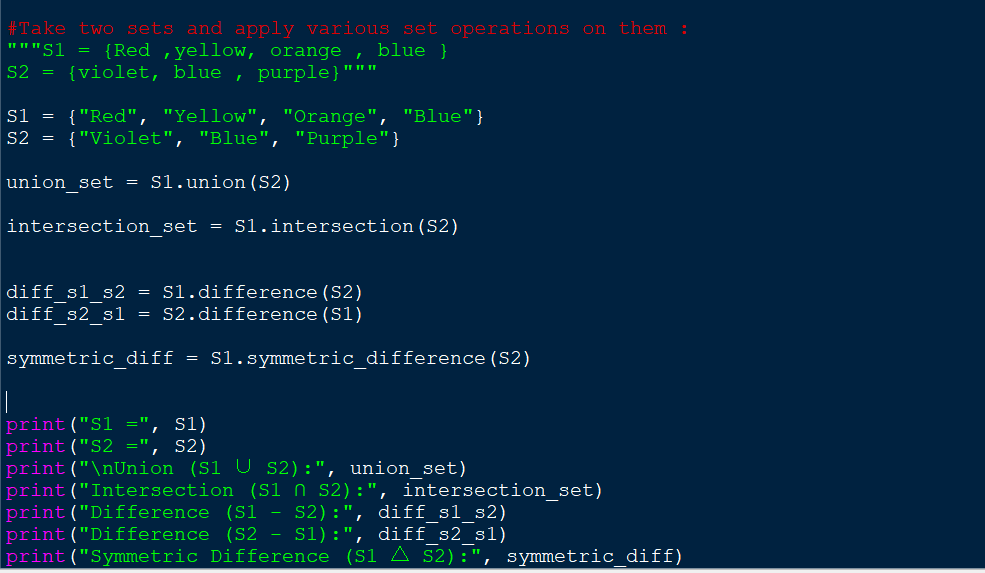 #Take two sets and apply various set operations on them :
"""S1 = {Red ,yellow, orange , blue }
S2 = {violet, blue , purple}"""
S1 = {"Red", "Yellow", "Orange", "Blue"}
S2 = {"Violet", "Blue", "Purple"}
union_set = S1.union(S2)
intersection_set = S1.intersection(S2)
diff_s1_s2 = S1.difference(S2)
diff_s2_s1 = S2.difference(S1)
symmetric_diff = S1.symmetric_difference(S2)
print("S1 =", S1)
print("S2 =", S2)
print("\nUnion (S1 ∪ S2):", union_set)
print("Intersection (S1 ∩ S2):", intersection_set)
print("Difference (S1 - S2):", diff_s1_s2)
print("Difference (S2 - S1):", diff_s2_s1)
print("Symmetric Difference (S1 △ S2):", symmetric_diff)